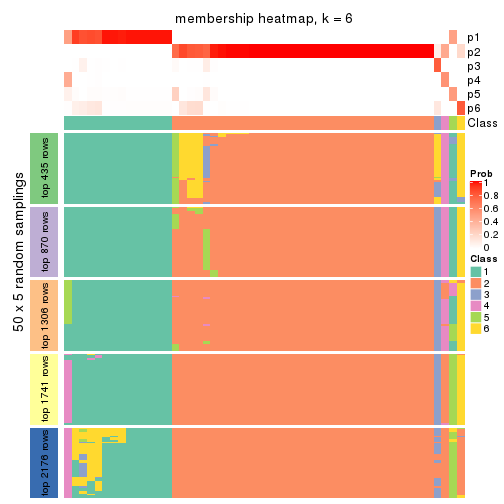 membership heatmap, k = 6
p1
p2
p3
p4
p5
p6
Class
50 x 5 random samplings
top 435 rows
top 870 rows
top 1306 rows
top 1741 rows
top 2176 rows
Prob
1
0.8
0.6
0.4
0.2
0
Class
1
2
3
4
5
6